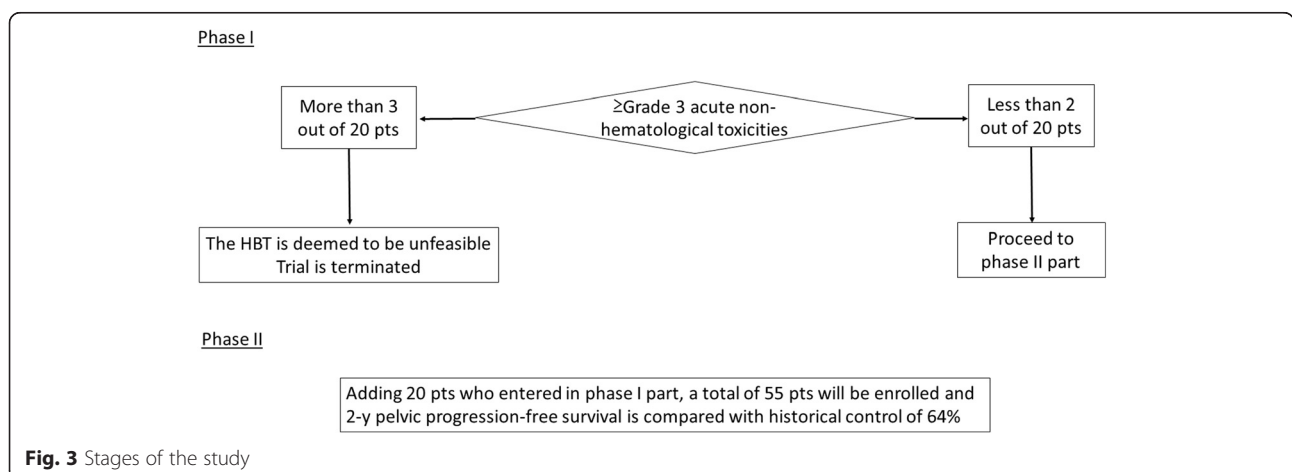 Phase I
More than 3
out of 20 pts
≥Grade 3 acute non-
hematological toxicities
Less than 2
out of 20 pts
The HBT is deemed to be unfeasible
Trial is terminated
Proceed to
phase II part
Phase II
Adding 20 pts who entered in phase I part, a total of 55 pts will be enrolled and
2-y pelvic progression-free survival is compared with historical control of 64%
Fig. 3 Stages of the study